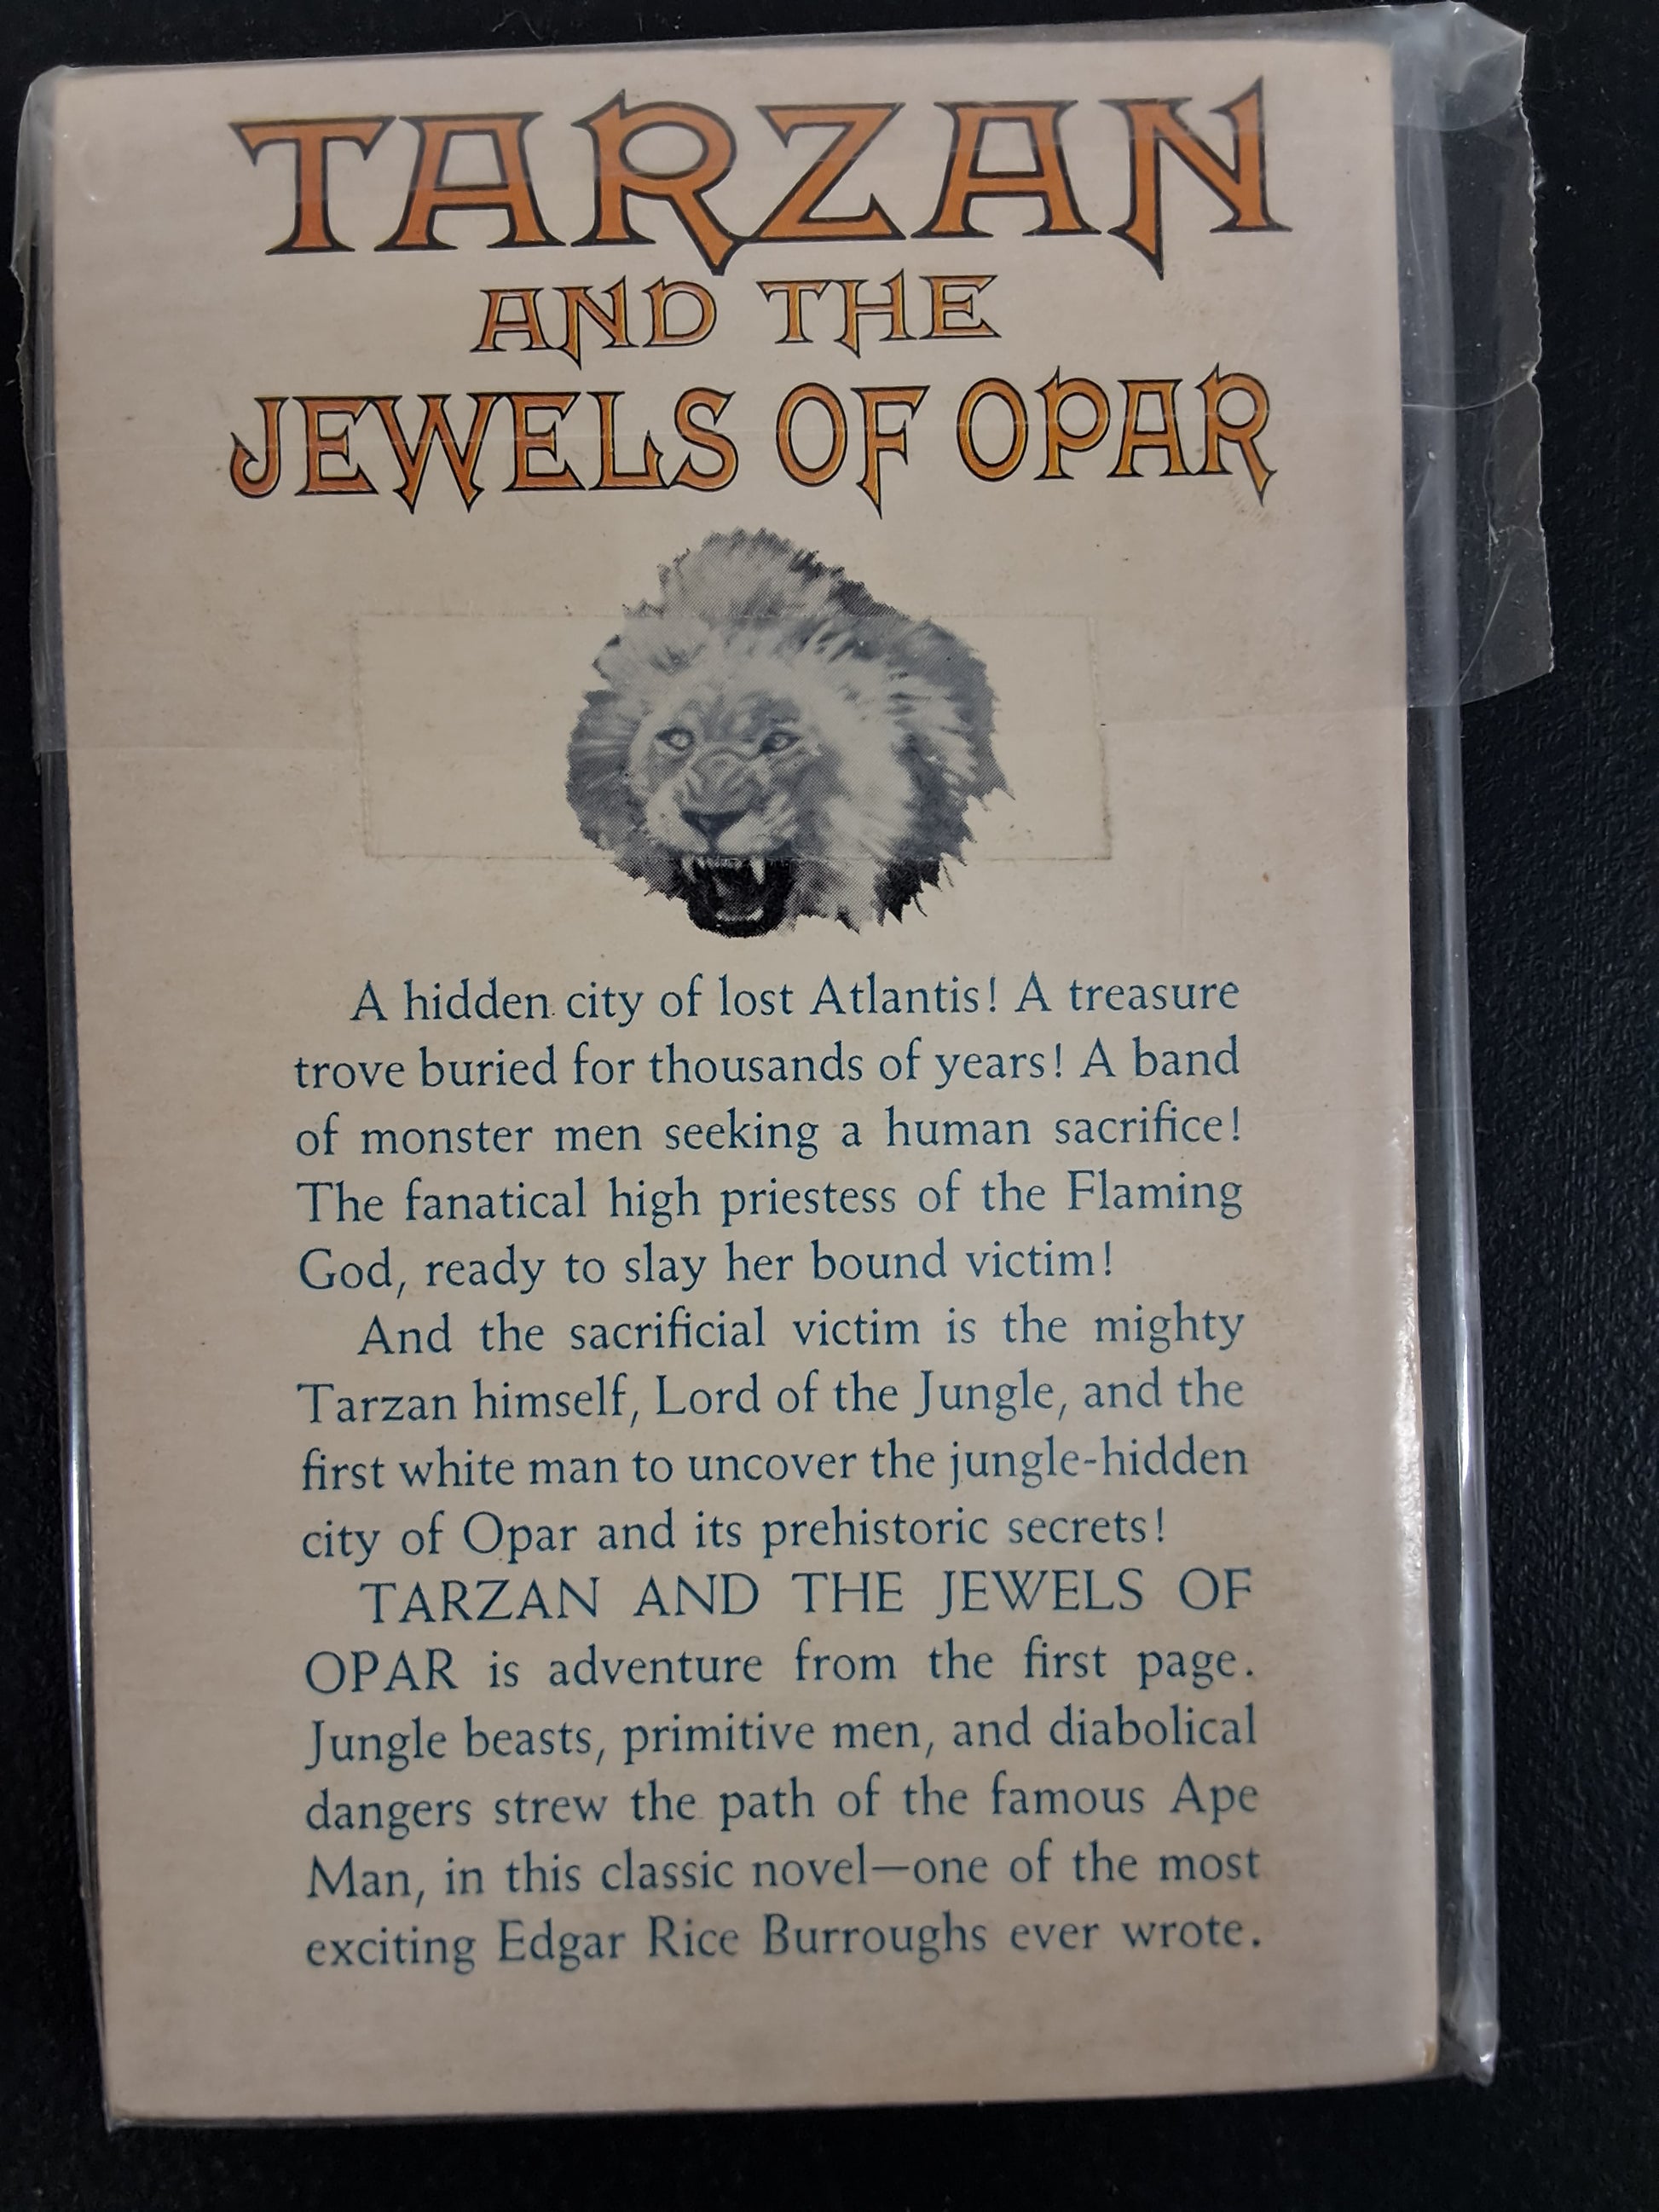 TARZAN
AND THE
JEWELS OF OPAR
A hidden city of lost Atlantis! A treasure
trove buried for thousands of years! A band
of monster men seeking a human sacrifice!
The fanatical high priestess of the Flaming
God, ready to slay her bound victim!
And the sacrificial victim is the mighty
Tarzan himself, Lord of the Jungle, and the
first white man to uncover the jungle-hidden
city of Opar and its prehistoric secrets!
TARZAN AND THE JEWELS OF
OPAR is adventure from the first page.
Jungle beasts, primitive men, and diabolical
dangers strew the path of the famous Ape
Man, in this classic novel—one of the most
exciting Edgar Rice Burroughs ever wrote.